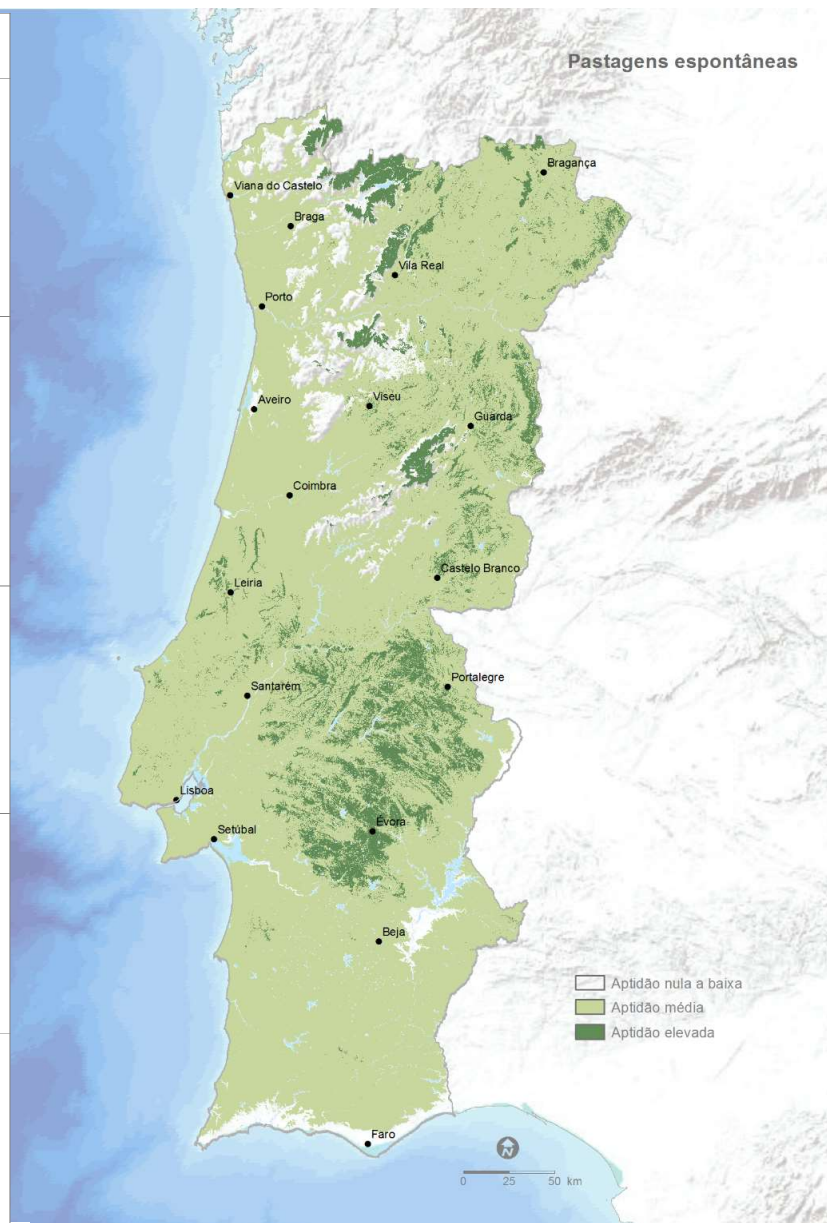 Pastagens espontâneas
Bragança
Viana do Castelo
Braga
Vila Real
Porto
Aveiro
Viseu
Guarda
Coimbra
Castelo Branco
Leiria
Portalegre
Santarém
Lisboa
Évora
Setúbal
Beja
Aptidão nula a baixa
Aptidão média
Aptidão elevada
Faro
N
0 25 50 km